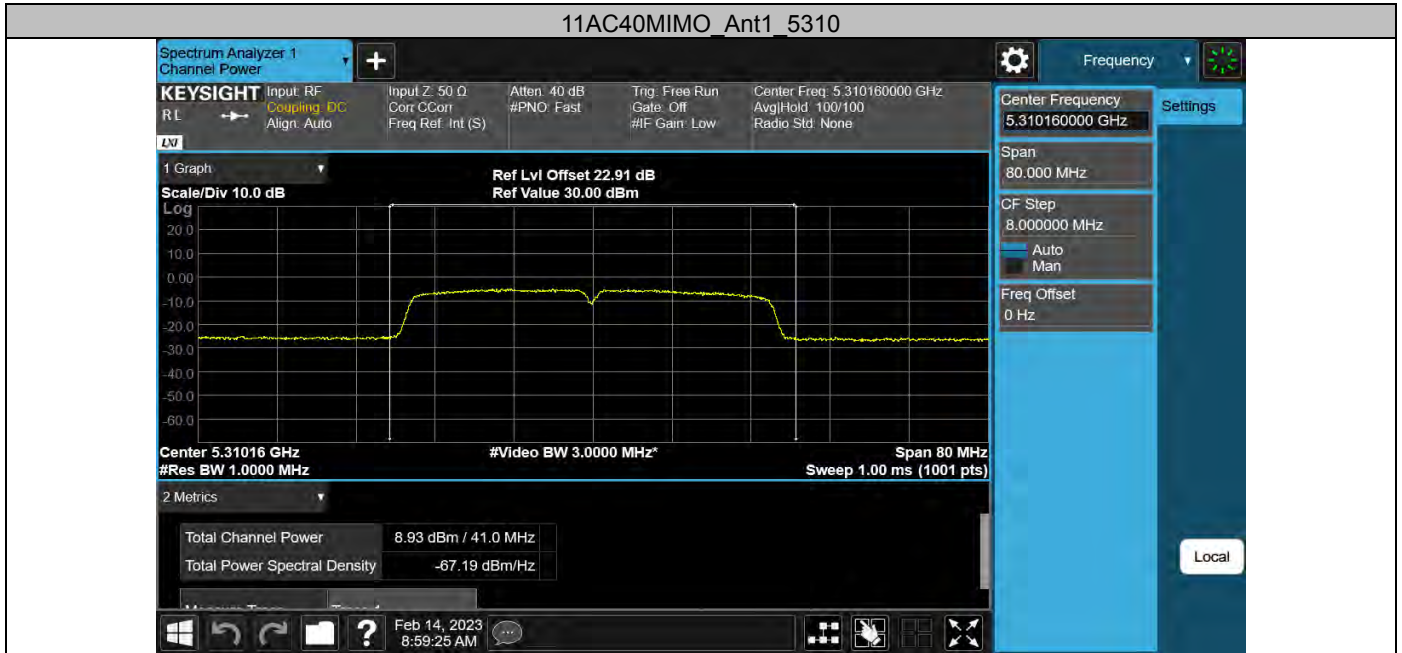 11AC40MIMO_Ant1_5310
Spectrum Analyzer 1
Channel Power
+
Frequency
KEYSIGHT
RL
LXI
Input: RF
Coupling: DC
Align: Auto
Input Z: 50 Ω
Corr CCorr
Freq Ref: Int (S)
Atten: 40 dB
#PNO: Fast
Trig: Free Run
Gate: Off
#IF Gain: Low
Center Freq: 5.310160000 GHz
Avg|Hold: 100/100
Radio Std: None
Center Frequency
5.310160000 GHz
Settings
Span
80.000 MHz
CF Step
8.000000 MHz
Auto
Man
Freq Offset
0 Hz
1 Graph
Scale/Div 10.0 dB
Ref Lvl Offset 22.91 dB
Ref Value 30.00 dBm
Log
20.0
10.0
0.00
-10.0
-20.0
-30.0
-40.0
-50.0
-60.0
Center 5.31016 GHz
#Video BW 3.0000 MHz*
Span 80 MHz
#Res BW 1.0000 MHz
Sweep 1.00 ms (1001 pts)
2 Metrics
Total Channel Power
8.93 dBm / 41.0 MHz
Total Power Spectral Density
-67.19 dBm/Hz
Local
?
Feb 14, 2023
8:59:25 AM